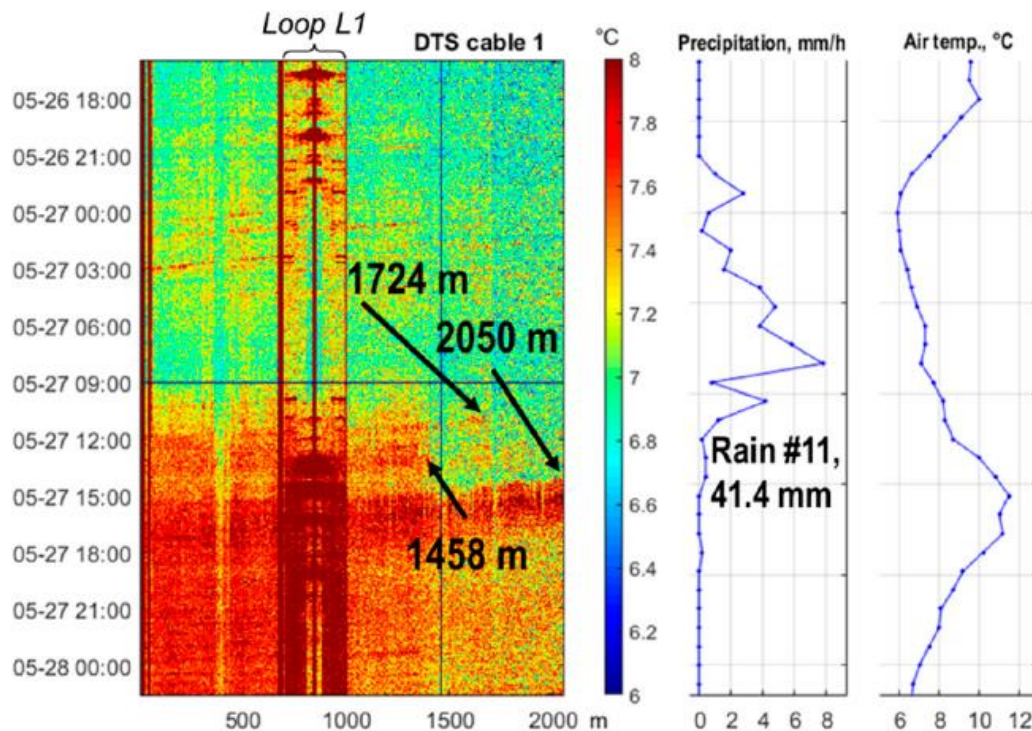 Loop L1
DTS cable 1
°C
Precipitation, mm/h
Air temp., °C
05-26 18:00
05-26 21:00
05-27 00:00
05-27 03:00
05-27 06:00
05-27 09:00
05-27 12:00
05-27 15:00
05-27 18:00
05-27 21:00
05-28 00:00
1724 m
2050 m
1458 m
500
1000
1500
2000
m
8
7.8
7.6
7.4
7.2
7
6.8
6.6
6.4
6.2
6
Rain #11,
41.4 mm
0 2 4 6 8
6 8 10 12